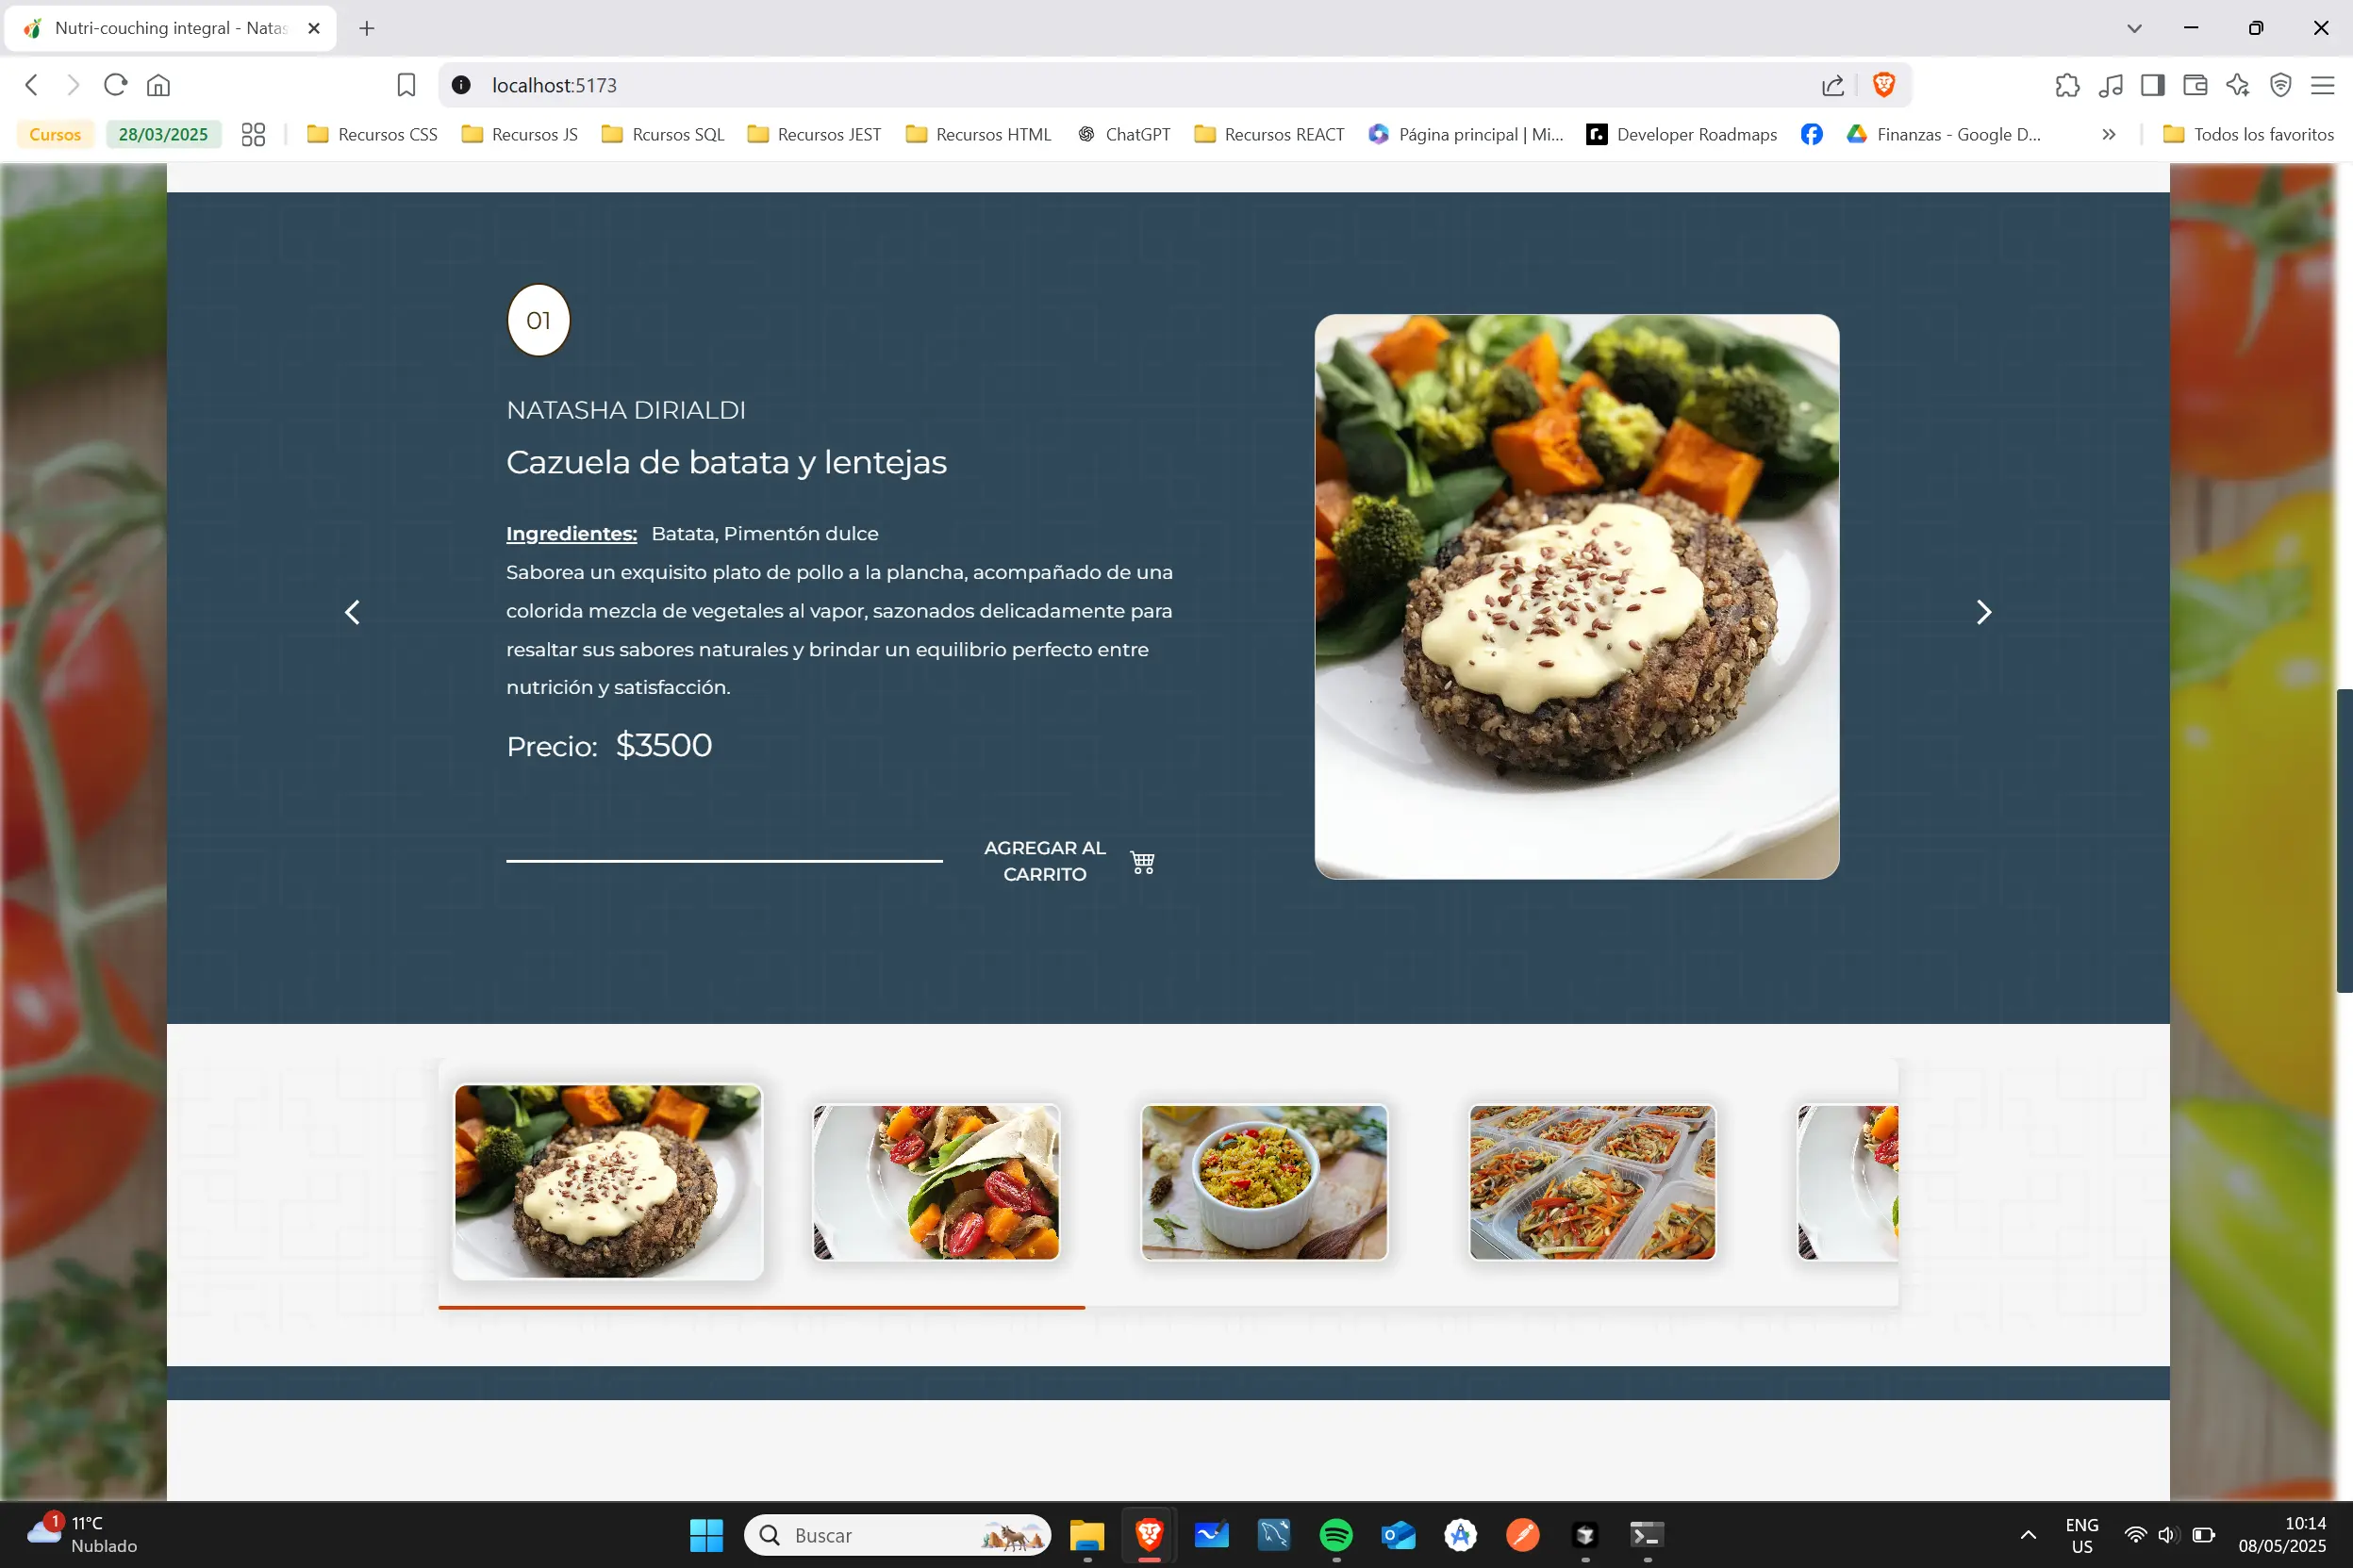 Nutri-couching integral - Natas
localhost:5173
Cursos
28/03/2025
Recursos CSS
Recursos JS
Rcursos SQL
Recursos JEST
Recursos HTML
ChatGPT
Recursos REACT
Página principal | Mi...
Developer Roadmaps
Finanzas - Google D...
Todos los favoritos
01
NATASHA DIRIALDI
Cazuela de batata y lentejas
Ingredientes: Batata, Pimentón dulce
Saborea un exquisito plato de pollo a la plancha, acompañado de una
colorida mezcla de vegetales al vapor, sazonados delicadamente para
resaltar sus sabores naturales y brindar un equilibrio perfecto entre
nutrición y satisfacción.
Precio: $3500
AGREGAR AL
CARRITO
1
11°C
Nublado
Buscar
ENG
US
10:14
08/05/2025